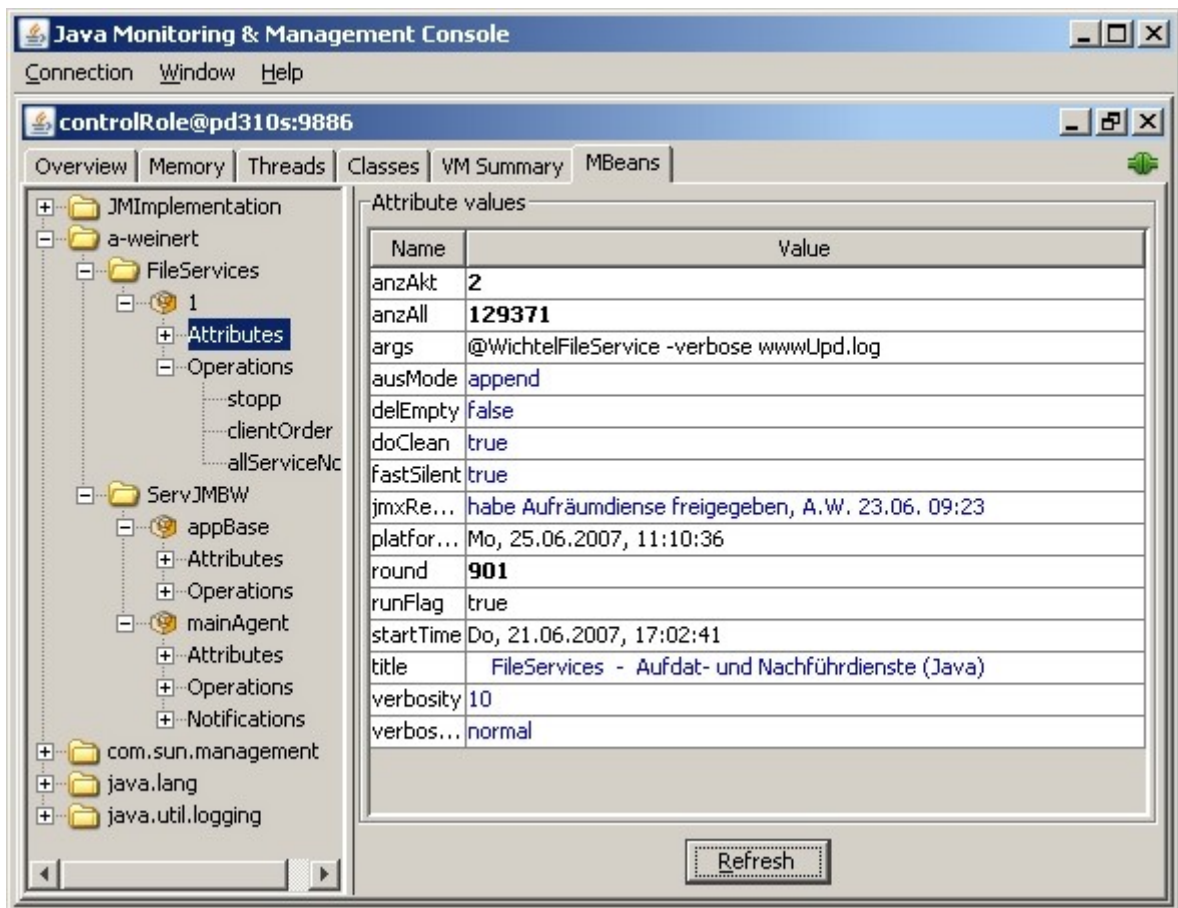 Java Monitoring & Management Console
Connection Window Help
controlRole@pd310s:9886
Overview Memory Threads Classes VM Summary MBeans
JMImplementation
a-weinert
FileServices
1
Attributes
Operations
stopp
clientOrder
allServiceNc
ServJMBW
appBase
Attributes
Operations
mainAgent
Attributes
Operations
Notifications
com.sun.management
java.lang
java.util.logging
Attribute values
Name Value
anzAkt 2
anzAll 129371
args @WichtelFileService -verbose wwwUpd.log
ausMode append
delEmpty false
doClean true
fastSilent true
jmxRe... habe Aufräumdiense freigegeben, A.W. 23.06. 09:23
platfor... Mo, 25.06.2007, 11:10:36
round 901
runFlag true
startTime Do, 21.06.2007, 17:02:41
title FileServices - Aufdat- und Nachführdienste (Java)
verbosity 10
verbos... normal
Refresh